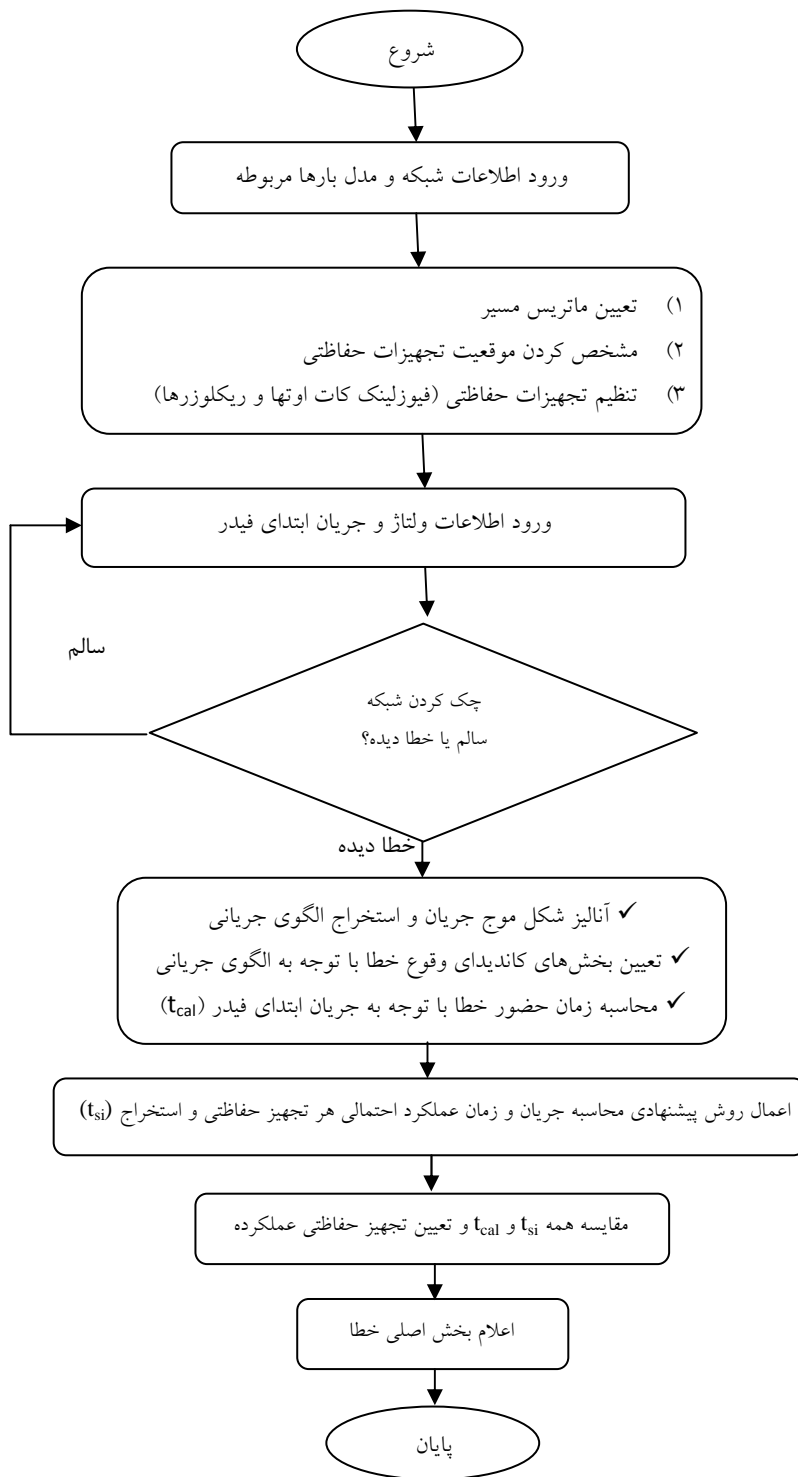 شروع
ورود اطلاعات شبکه و مدل بارها مربوطه
۱) تعیین ماتریس مسیر
۲) مشخص کردن موقعیت تجهیزات حفاظتی
۳) تنظیم تجهیزات حفاظتی (فیوزلینک کات اوتها و ریکلوزرها)
ورود اطلاعات ولتاژ و جریان ابتدای فیدر
سالم
چک کردن شبکه
سالم یا خطا دیده؟
خطا دیده
✓ آنالیز شکل موج جریان و استخراج الگوی جریانی
✓ تعیین بخش‌های کاندیدای وقوع خطا با توجه به الگوی جریانی
✓ محاسبه زمان حضور خطا با توجه به جریان ابتدای فیدر (tcal)
اعمال روش پیشنهادی محاسبه جریان و زمان عملکرد احتمالی هر تجهیز حفاظتی و استخراج (tsi)
مقایسه همه tsi و tcal و تعیین تجهیز حفاظتی عملکرده
اعلام بخش اصلی خطا
پایان